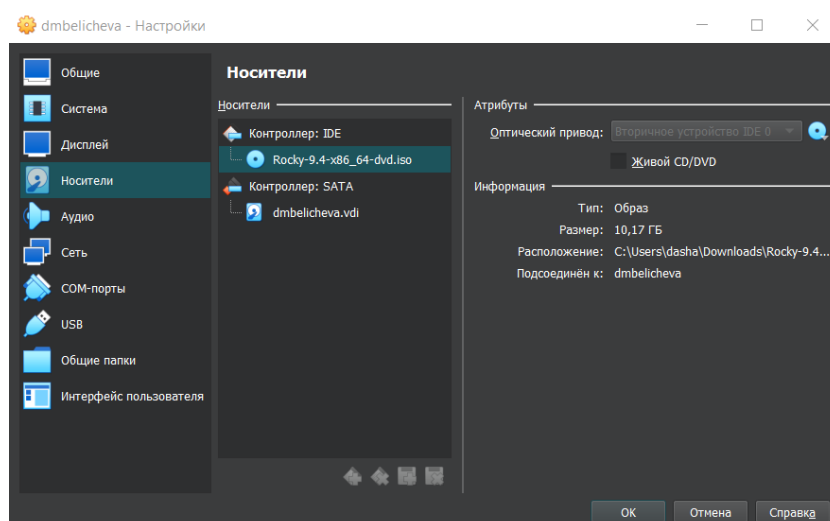 dmbelicheva - Настройки
Общие
Система
Дисплей
Носители
Аудио
Сеть
COM-порты
USB
Общие папки
Интерфейс пользователя
Носители
Носители
Контроллер: IDE
Rocky-9.4-x86_64-dvd.iso
Контроллер: SATA
dmbelicheva.vdi
Атрибуты
Оптический привод: Вторичное устройство IDE 0
Живой CD/DVD
Информация
Тип: Образ
Размер: 10,17 ГБ
Расположение: C:\Users\dasha\Downloads\Rocky-9.4...
Подсоединён к: dmbelicheva
OK
Отмена
Справка